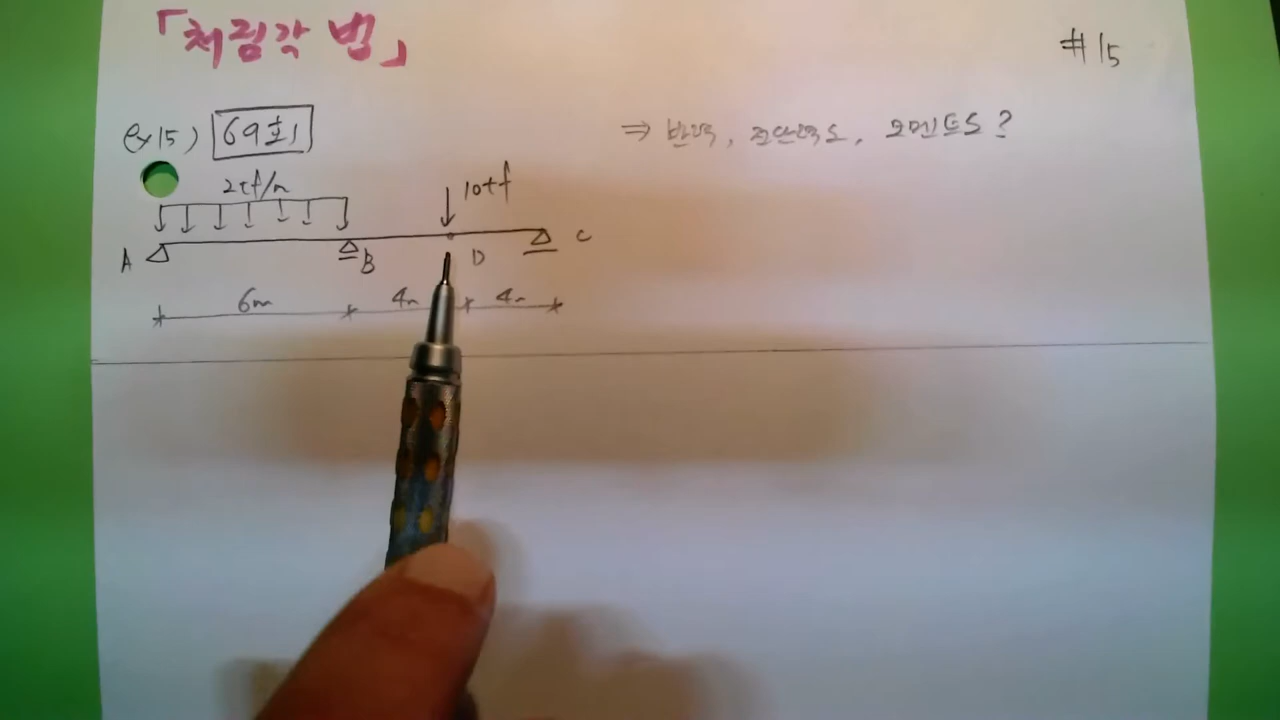 「처짐각 법」
#15
ex15) 69회1
⇒ 반력, 전단력도, 모멘트도?
2tf/m
10tf
A B D C
6m 4m 4m